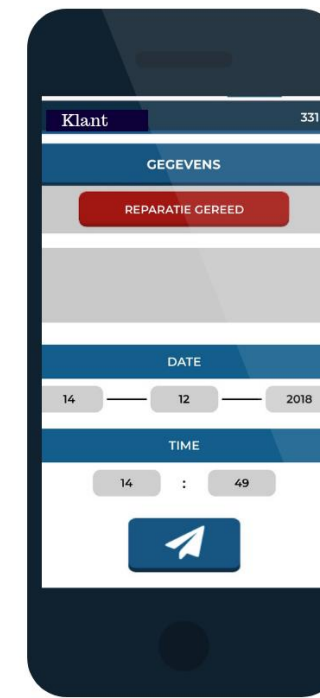 Klant 331
GEGEVENS
REPARATIE GEREED
DATE
14 12 2018
TIME
14 : 49